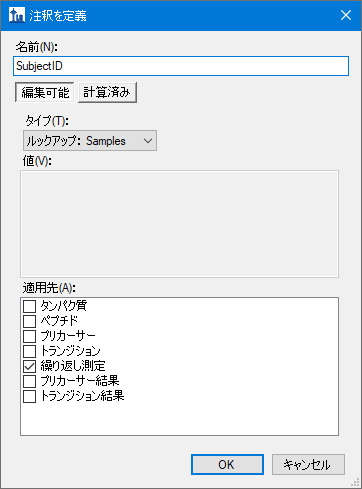 注釈を定義
名前(N):
SubjectID
編集可能 計算済み
タイプ(T):
ルックアップ: Samples
値(V):
適用先(A):
タンパク質
ペプチド
プリカーサー
トランジション
繰り返し測定
プリカーサー結果
トランジション結果
OK キャンセル